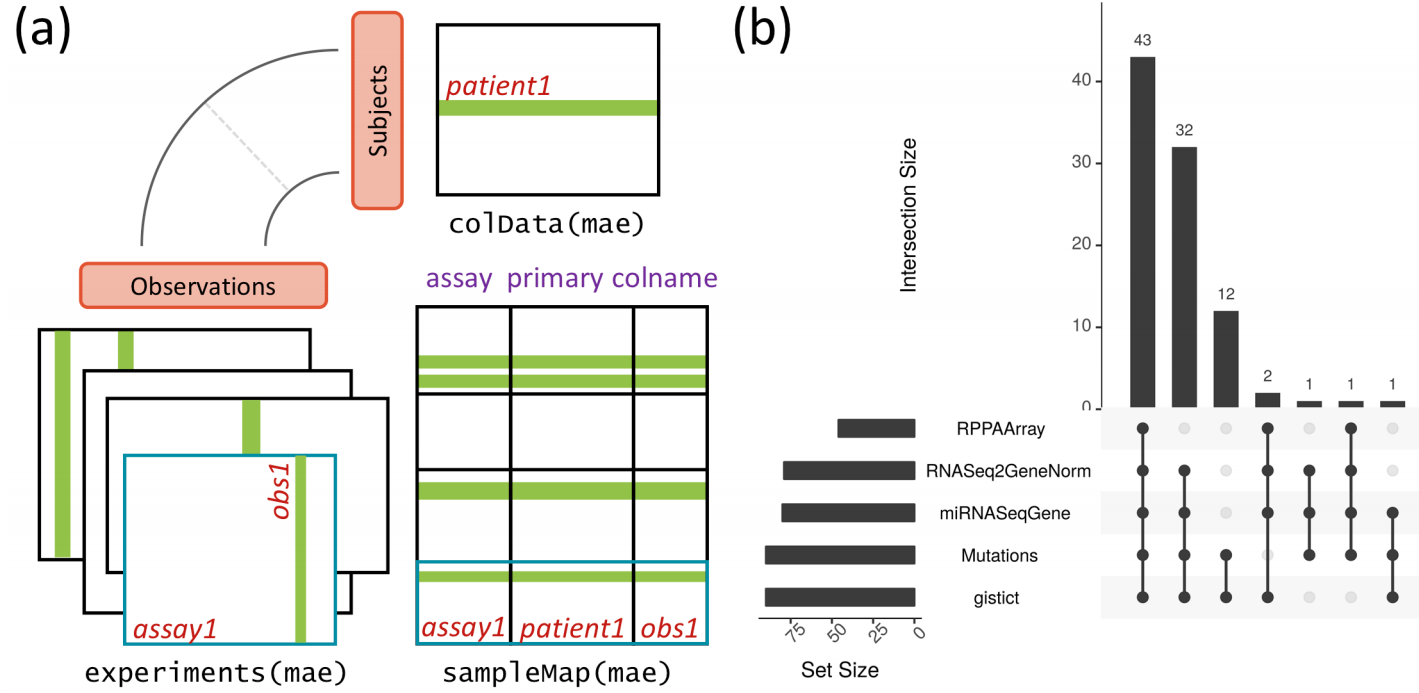 (a)
Subjects
patient1
colData(mae)
Observations
assay primary colname
obs1
assay1
experiments(mae)
assay1 patient1 obs1
sampleMap(mae)
(b)
Intersection Size
40
30
20
10
0
43
32
12
2
1
1
1
RPPAArray
RNASeq2GeneNorm
miRNASeqGene
Mutations
gistict
75 50 25 0
Set Size